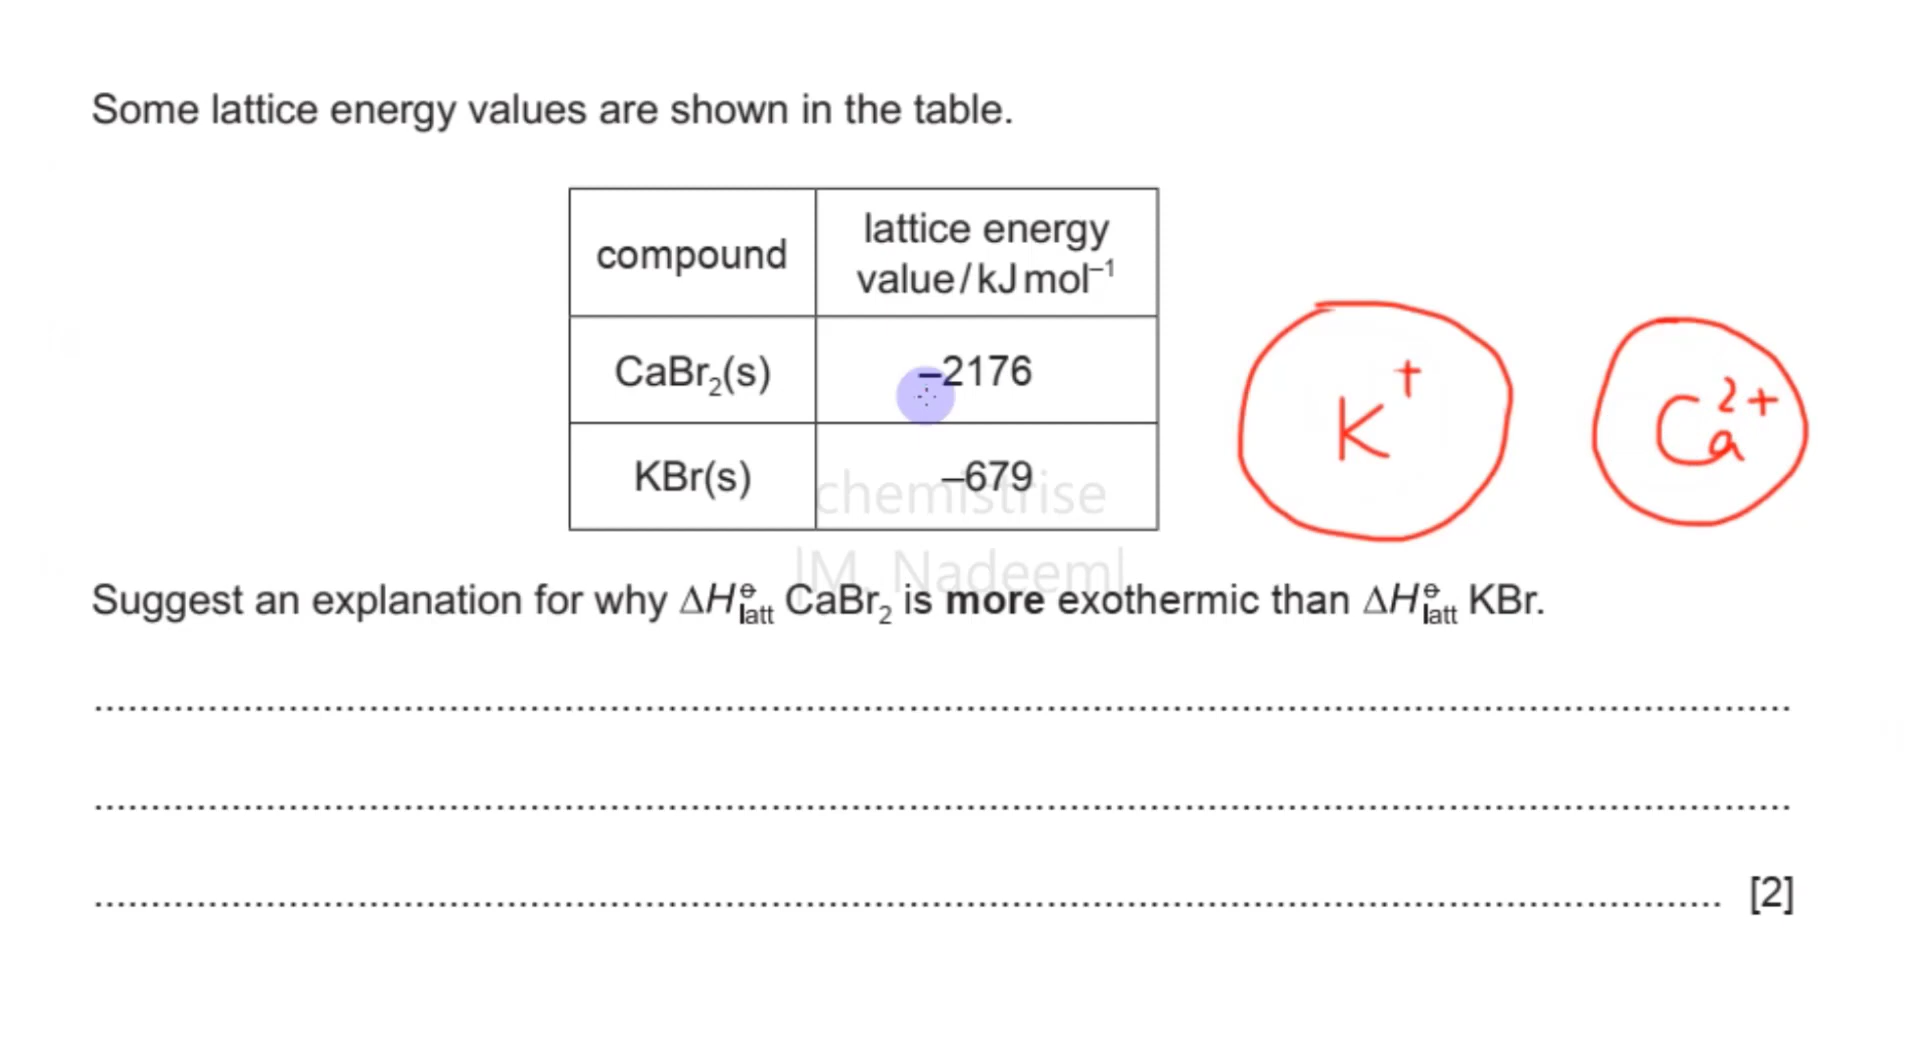 Some lattice energy values are shown in the table.
compound
lattice energy
value / kJ mol⁻¹
CaBr₂(s)
–2176
KBr(s)
–679
K⁺
Ca²⁺
chemistrise
|M. Nadeem|
Suggest an explanation for why ΔH⦵latt CaBr₂ is more exothermic than ΔH⦵latt KBr.
[2]